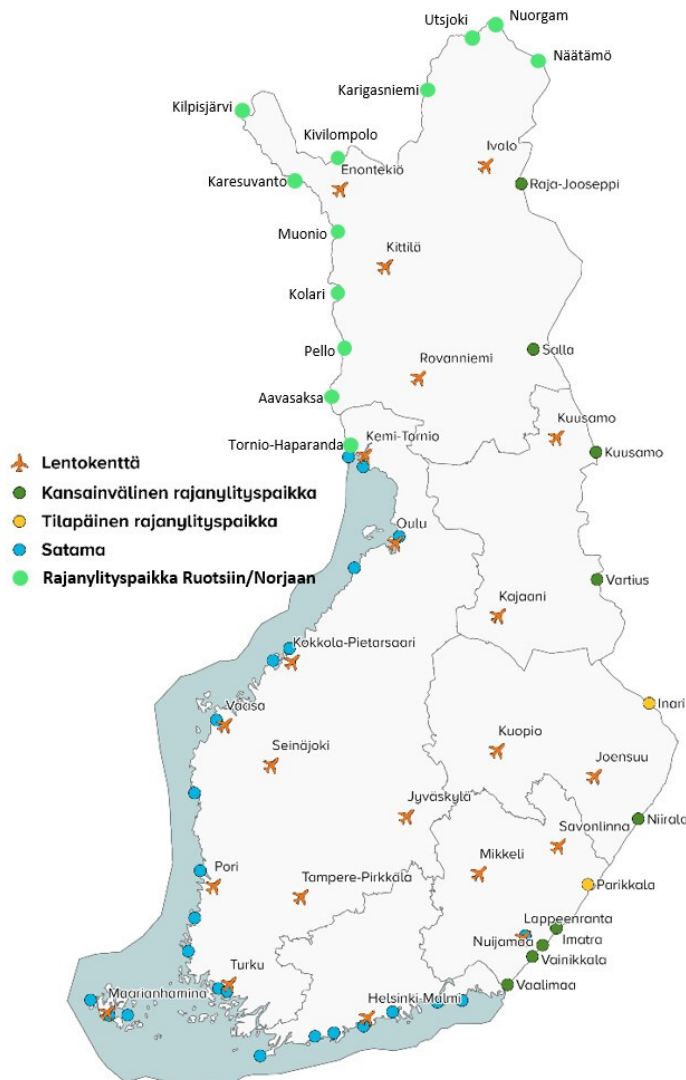 Nuorgam
Utsjoki
Näätämö
Karigasniemi
Kilpisjärvi
Kivilompolo
Ivalo
Enontekiö
Karesuvanto
Raja-Jooseppi
Muonio
Kittilä
Kolari
Pello
Salla
Rovanniemi
Aavasaksa
Kuusamo
Tornio-Haparanda
Kemi-Tornio
Kuusamo
Lentokenttä
Kansainvälinen rajanylityspaikka
Tilapäinen rajanylityspaikka
Oulu
Satama
Rajanylityspaikka Ruotsiin/Norjaan
Vartius
Kajaani
Kokkola-Pietarsaari
Inari
Vaasa
Kuopio
Seinäjoki
Joensuu
Jyväskylä
Savonlinna
Niirala
Mikkeli
Pori
Tampere-Pirkkala
Parikkala
Lappeenranta
Nuijamaa
Imatra
Vainikkala
Turku
Vaalimaa
Maarianhamina
Helsinki-Malmi